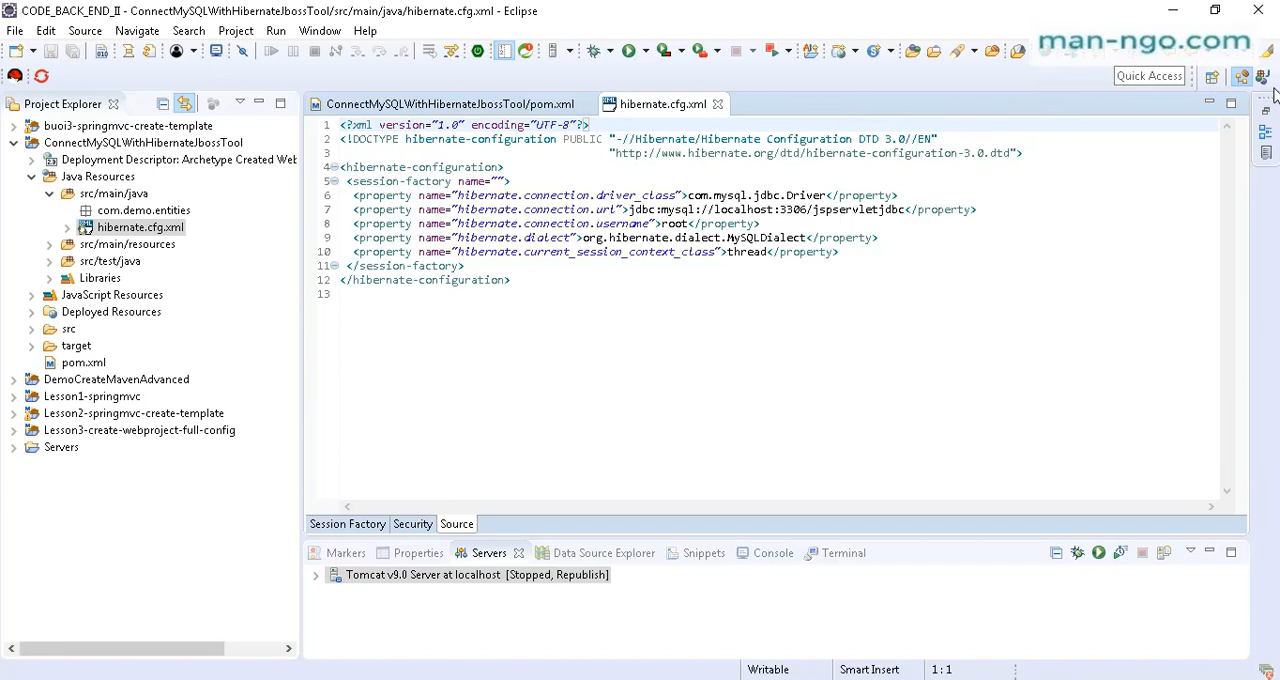 CODE_BACK_END_II - ConnectMySQLWithHibernateJbossTool/src/main/java/hibernate.cfg.xml - Eclipse
File Edit Source Navigate Search Project Run Window Help
man-ngo.com
Quick Access
Project Explorer
buoi3-springmvc-create-template
ConnectMySQLWithHibernateJbossTool
Deployment Descriptor: Archetype Created Web
Java Resources
src/main/java
com.demo.entities
hibernate.cfg.xml
src/main/resources
src/test/java
Libraries
JavaScript Resources
Deployed Resources
src
target
pom.xml
DemoCreateMavenAdvanced
Lesson1-springmvc
Lesson2-springmvc-create-template
Lesson3-create-webproject-full-config
Servers
ConnectMySQLWithHibernateJbossTool/pom.xml
hibernate.cfg.xml
1 <?xml version="1.0" encoding="UTF-8"?>
2 <!DOCTYPE hibernate-configuration PUBLIC "-//Hibernate/Hibernate Configuration DTD 3.0//EN"
3 "http://www.hibernate.org/dtd/hibernate-configuration-3.0.dtd">
4 <hibernate-configuration>
5 <session-factory name="">
6 <property name="hibernate.connection.driver_class">com.mysql.jdbc.Driver</property>
7 <property name="hibernate.connection.url">jdbc:mysql://localhost:3306/jspservletjdbc</property>
8 <property name="hibernate.connection.username">root</property>
9 <property name="hibernate.dialect">org.hibernate.dialect.MySQLDialect</property>
10 <property name="hibernate.current_session_context_class">thread</property>
11 </session-factory>
12 </hibernate-configuration>
13
Session Factory Security Source
Markers Properties Servers Data Source Explorer Snippets Console Terminal
Tomcat v9.0 Server at localhost [Stopped, Republish]
Writable Smart Insert 1 : 1